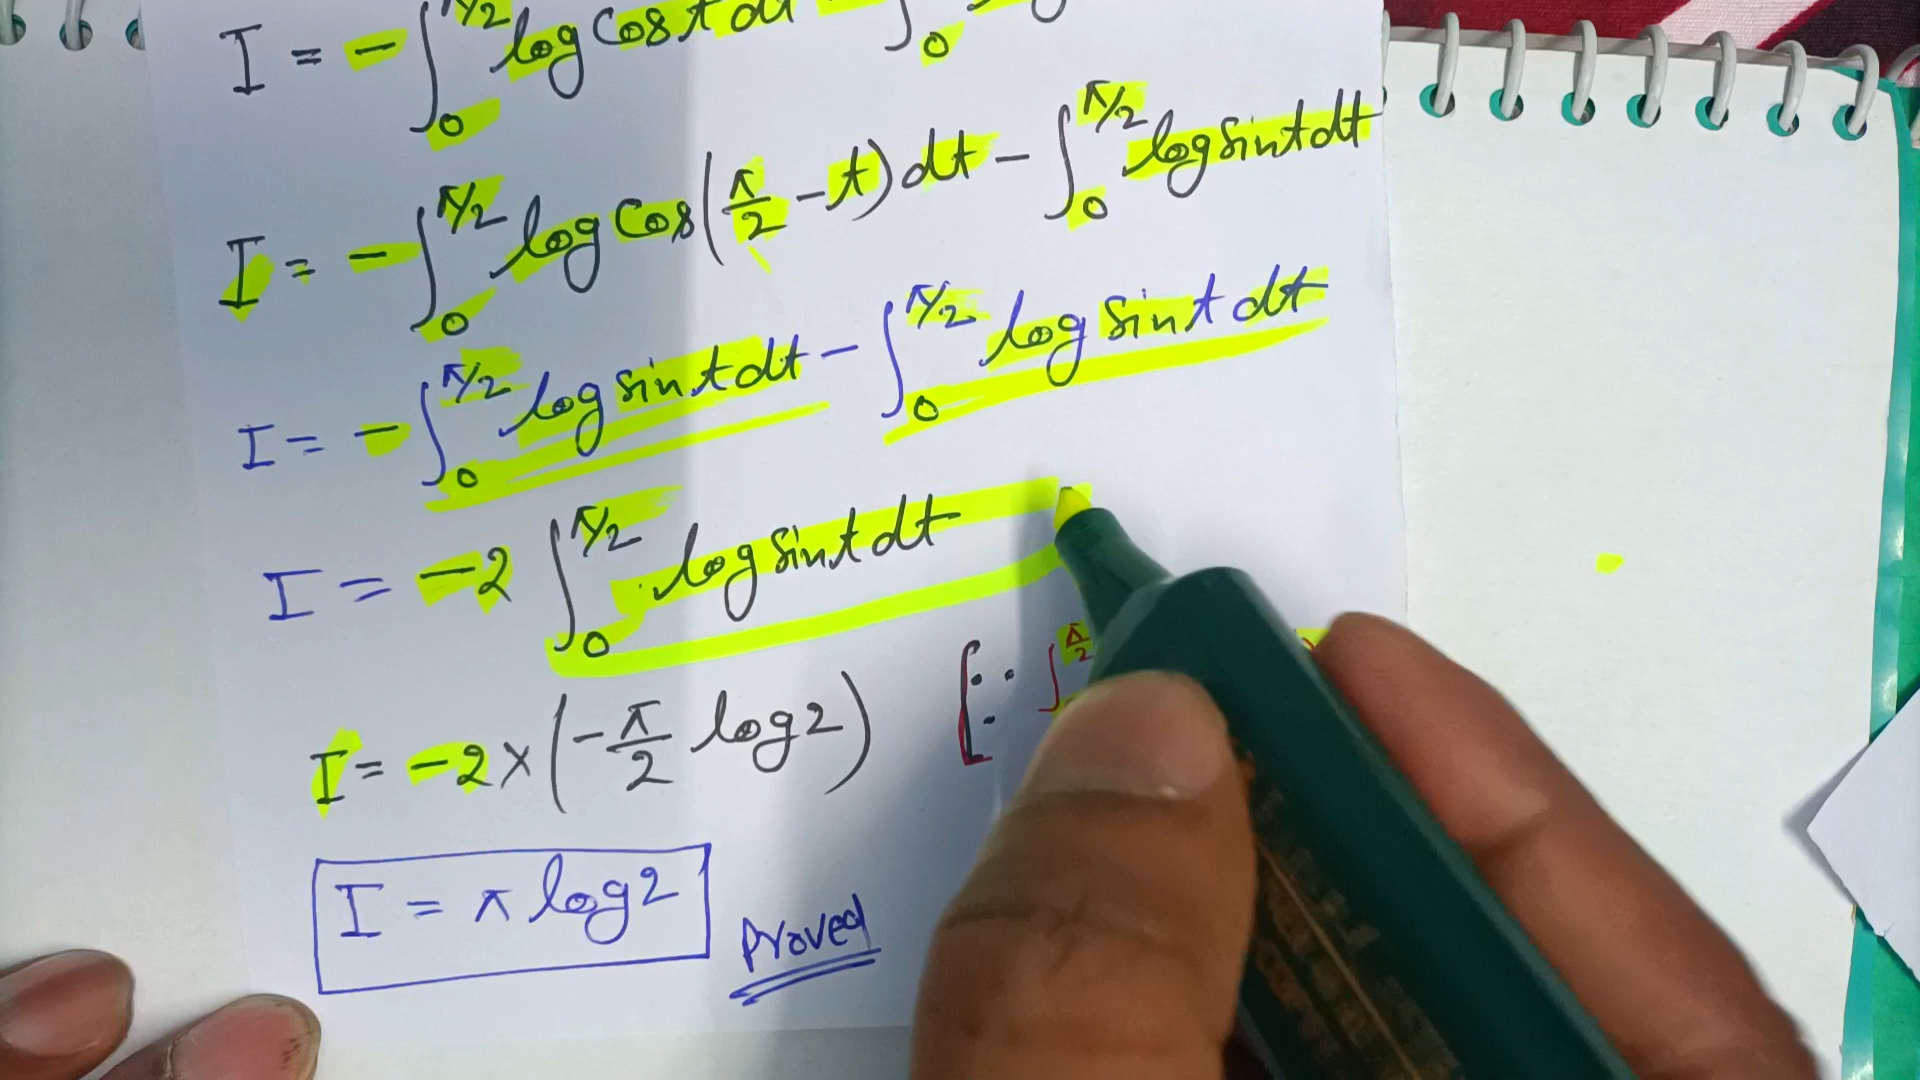 I = - ∫₀^π/2 log cos t dt ∫₀
I = - ∫₀^π/2 log cos(π/2 - t) dt - ∫₀^π/2 log sin t dt
I = - ∫₀^π/2 log sin t dt - ∫₀^π/2 log sin t dt
I = -2 ∫₀^π/2 log sin t dt
I = -2 × (-π/2 log 2) [∵ ∫^π/2
I = π log 2
Proved